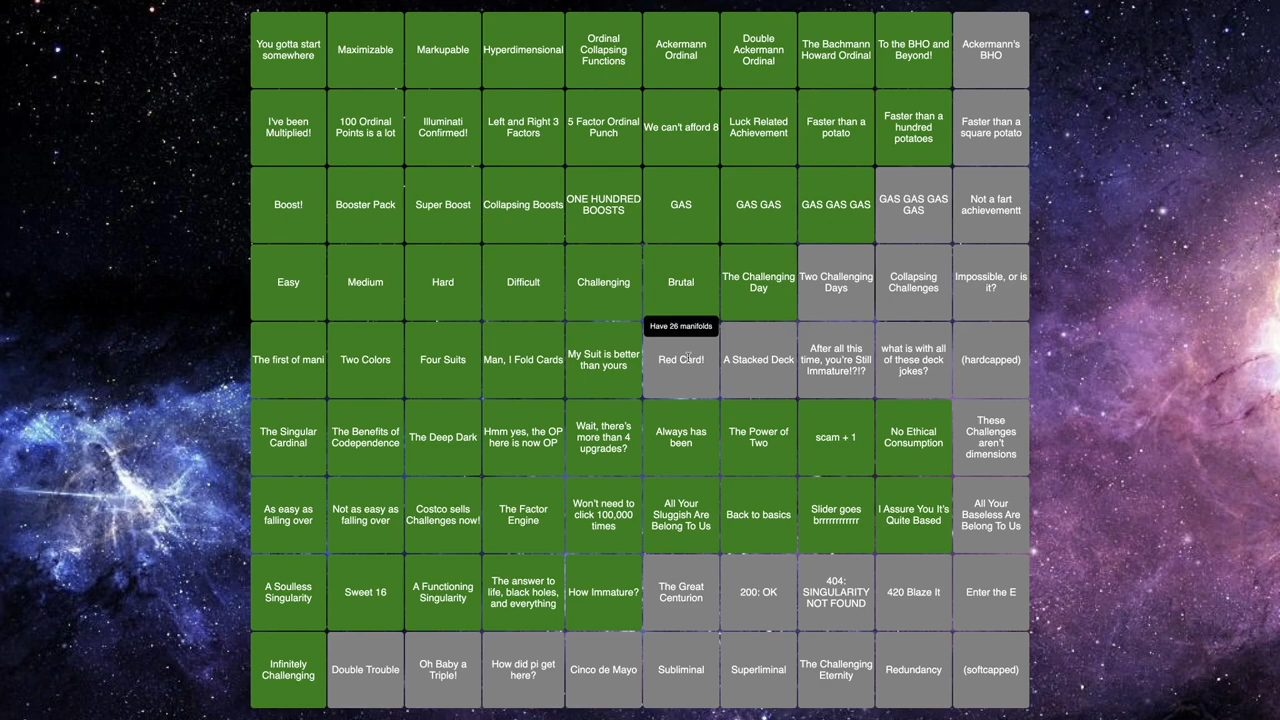 You gotta start
somewhere
Maximizable
Markupable
Hyperdimensional
Ordinal
Collapsing
Functions
Ackermann
Ordinal
Double
Ackermann
Ordinal
The Bachmann
Howard Ordinal
To the BHO and
Beyond!
Ackermann's
BHO
I've been
Multiplied!
100 Ordinal
Points is a lot
Illuminati
Confirmed!
Left and Right 3
Factors
5 Factor Ordinal
Punch
We can't afford 8
Luck Related
Achievement
Faster than a
potato
Faster than a
hundred
potatoes
Faster than a
square potato
Boost!
Booster Pack
Super Boost
Collapsing Boosts
ONE HUNDRED
BOOSTS
GAS
GAS GAS
GAS GAS GAS
GAS GAS GAS
GAS
Not a fart
achievementt
Easy
Medium
Hard
Difficult
Challenging
Brutal
The Challenging
Day
Two Challenging
Days
Collapsing
Challenges
Impossible, or is
it?
Have 26 manifolds
The first of mani
Two Colors
Four Suits
Man, I Fold Cards
My Suit is better
than yours
Red Card!
A Stacked Deck
After all this
time, you're Still
Immature!?!?
what is with all
of these deck
jokes?
(hardcapped)
The Singular
Cardinal
The Benefits of
Codependence
The Deep Dark
Hmm yes, the OP
here is now OP
Wait, there's
more than 4
upgrades?
Always has
been
The Power of
Two
scam + 1
No Ethical
Consumption
These
Challenges
aren't
dimensions
As easy as
falling over
Not as easy as
falling over
Costco sells
Challenges now!
The Factor
Engine
Won't need to
click 100,000
times
All Your
Sluggish Are
Belong To Us
Back to basics
Slider goes
brrrrrrrrrrrr
I Assure You It's
Quite Based
All Your
Baseless Are
Belong To Us
A Soulless
Singularity
Sweet 16
A Functioning
Singularity
The answer to
life, black holes,
and everything
How Immature?
The Great
Centurion
200: OK
404:
SINGULARITY
NOT FOUND
420 Blaze It
Enter the E
Infinitely
Challenging
Double Trouble
Oh Baby a
Triple!
How did pi get
here?
Cinco de Mayo
Subliminal
Superliminal
The Challenging
Eternity
Redundancy
(softcapped)